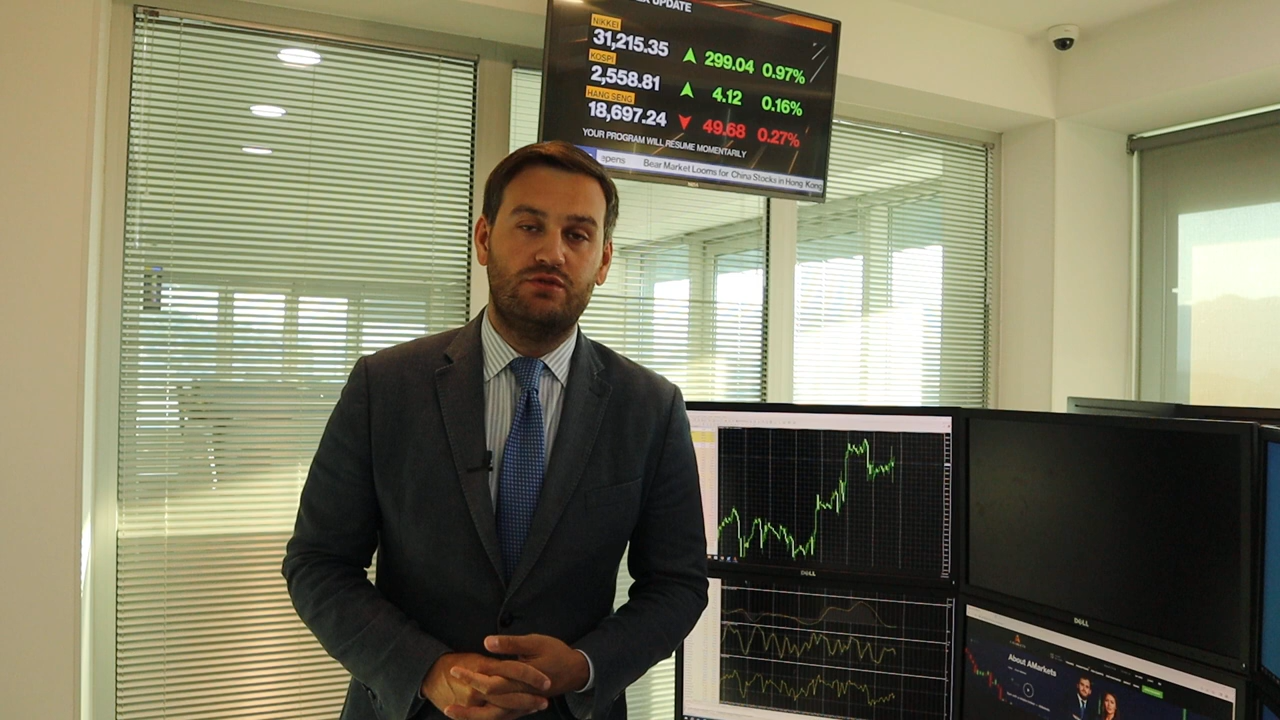 UPDATE
NIKKEI
31,215.35 ▲ 299.04 0.97%
KOSPI
2,558.81 ▲ 4.12 0.16%
HANG SENG
18,697.24 ▼ 49.68 0.27%
YOUR PROGRAM WILL RESUME MOMENTARILY
Bear Market Looms for China Stocks in Hong Kong
DELL
DELL
About AMarkets